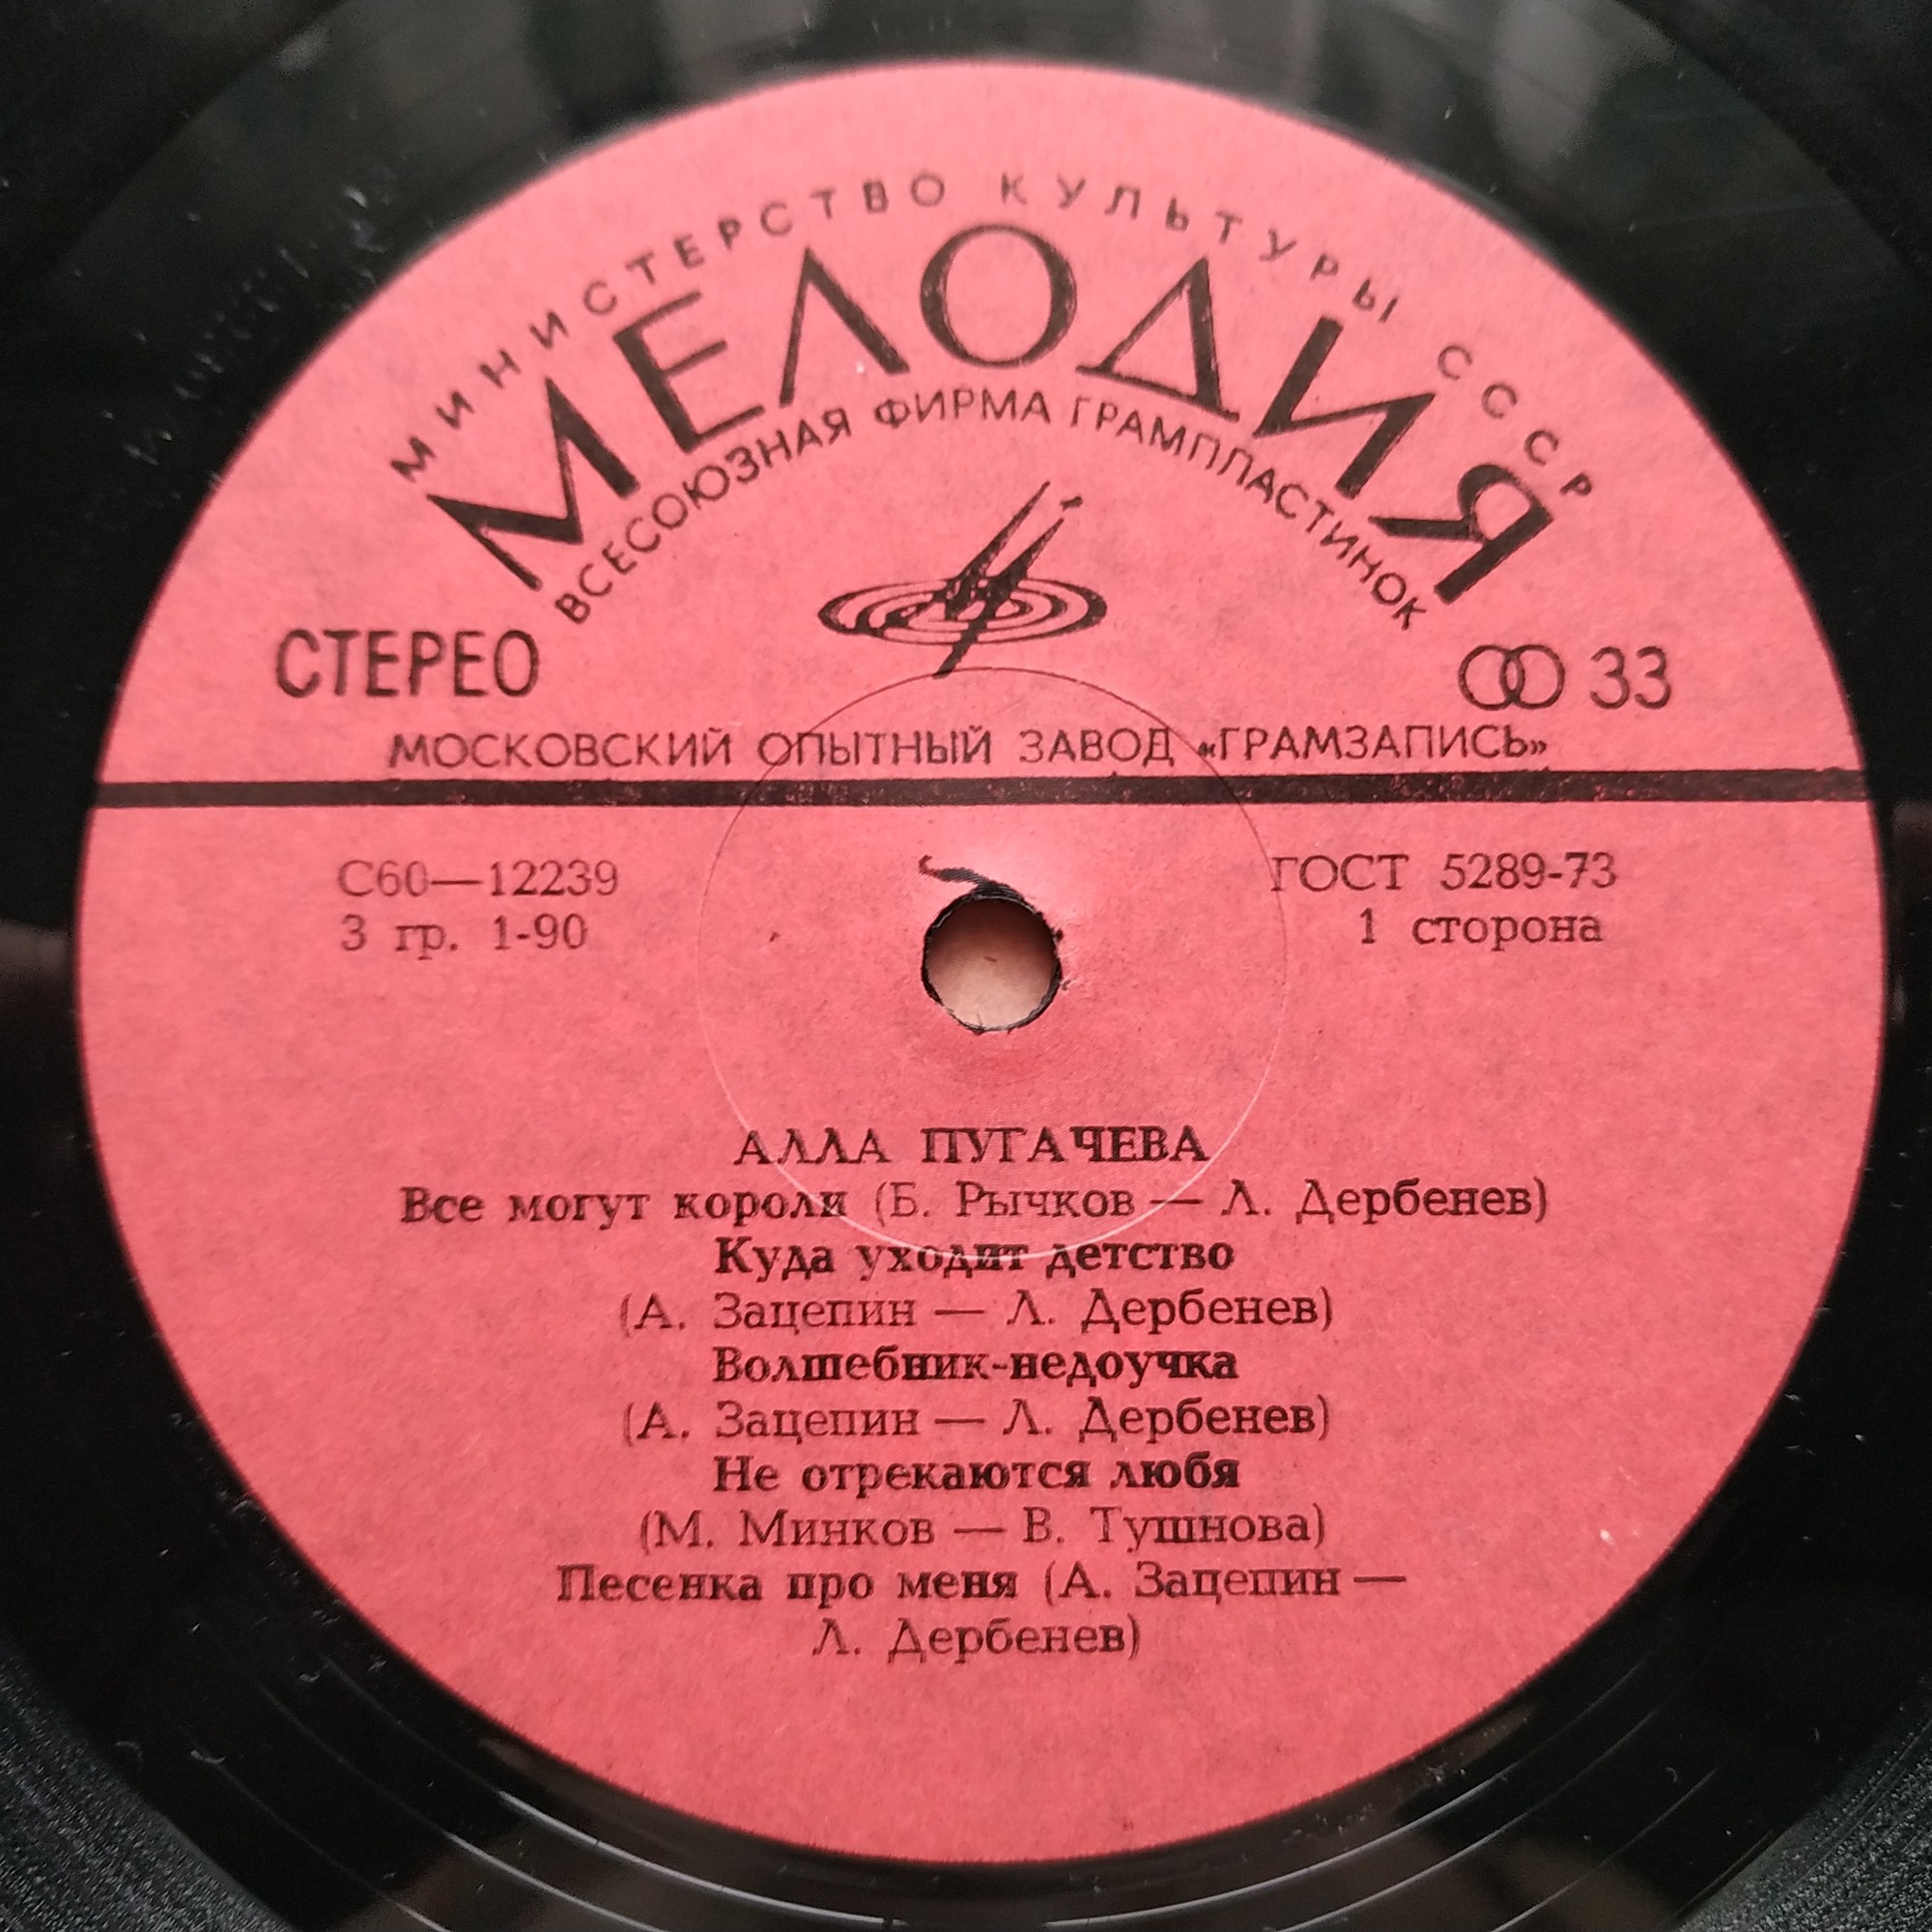 МИНИСТЕРСТВО КУЛЬТУРЫ СССР
МЕЛОДИЯ
ВСЕСОЮЗНАЯ ФИРМА ГРАМПЛАСТИНОК
СТЕРЕО
33
МОСКОВСКИЙ ОПЫТНЫЙ ЗАВОД «ГРАМЗАПИСЬ»
С60—12239
ГОСТ 5289-73
3 гр. 1-90
1 сторона
АЛЛА ПУГАЧЕВА
Все могут короли (Б. Рычков — Л. Дербенев)
Куда уходит детство
(А. Зацепин — Л. Дербенев)
Волшебник-недоучка
(А. Зацепин — Л. Дербенев)
Не отрекаются любя
(М. Минков — В. Тушнова)
Песенка про меня (А. Зацепин —
Л. Дербенев)